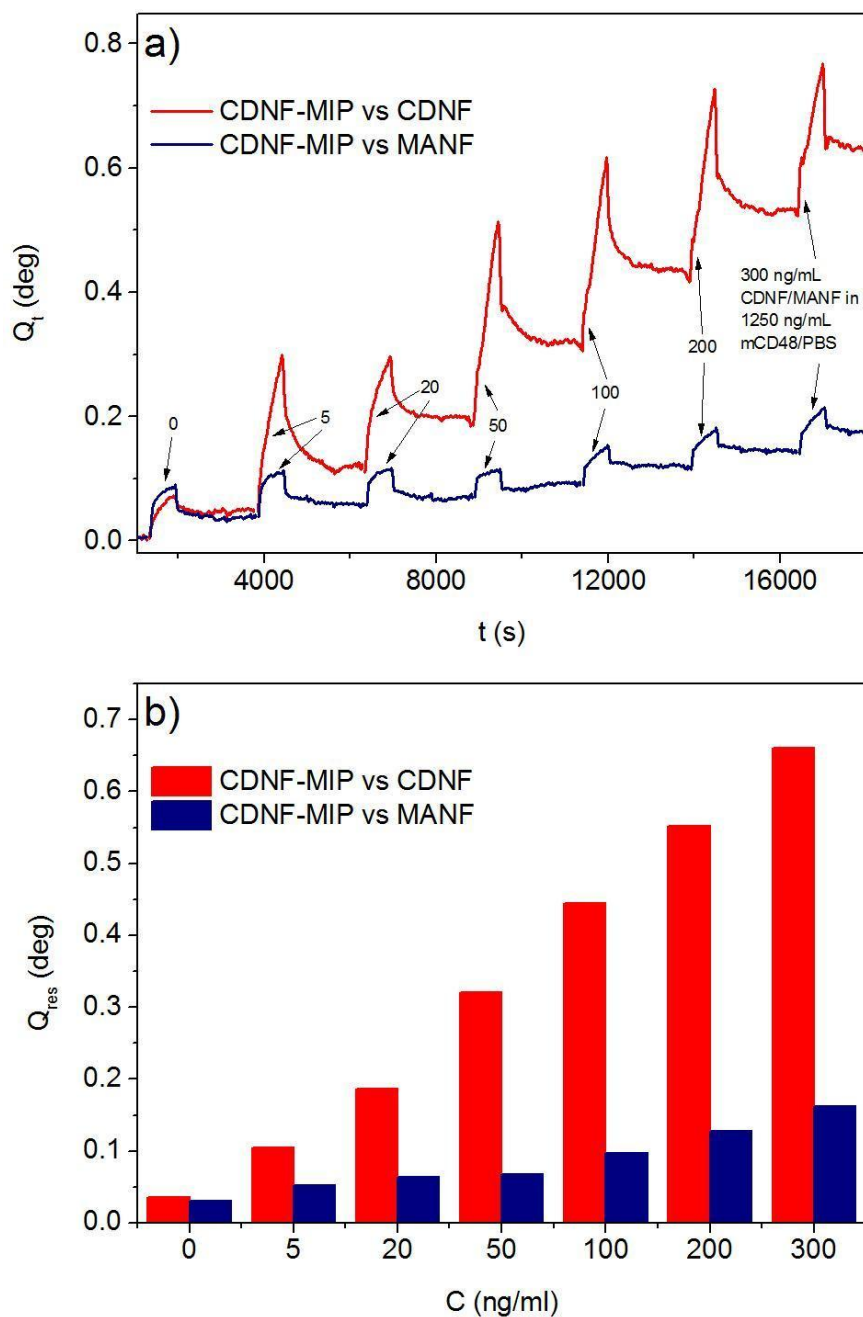 a)
CDNF-MIP vs CDNF
CDNF-MIP vs MANF
0.8
0.6
0.4
0.2
0.0
Qt (deg)
0
5
20
50
100
200
300 ng/mL
CDNF/MANF in
1250 ng/mL
mCD48/PBS
4000 8000 12000 16000
t (s)
b)
CDNF-MIP vs CDNF
CDNF-MIP vs MANF
0.7
0.6
0.5
0.4
0.3
0.2
0.1
0.0
Qres (deg)
0 5 20 50 100 200 300
C (ng/ml)